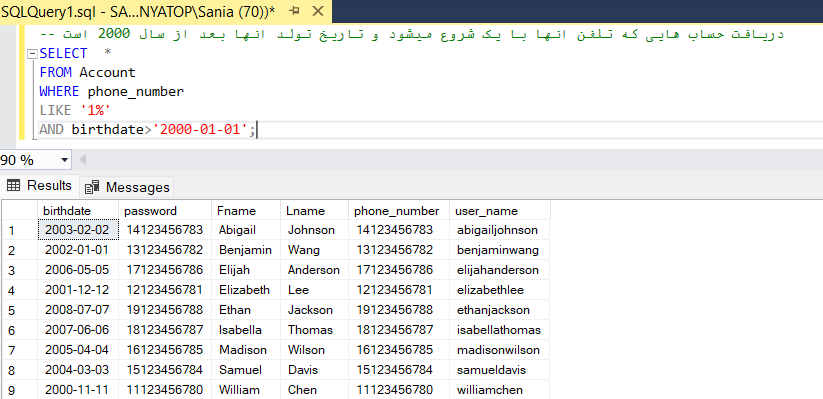 SQLQuery1.sql - SA...NYATOP\Sania (70))*
-- دریافت حساب هایی که تلفن انها با یک شروع میشود و تاریخ تولد انها بعد از سال 2000 است
SELECT *
FROM Account
WHERE phone_number
LIKE '1%'
AND birthdate>'2000-01-01';
90 %
Results Messages
birthdate password Fname Lname phone_number user_name
1 2003-02-02 14123456783 Abigail Johnson 14123456783 abigailjohnson
2 2002-01-01 13123456782 Benjamin Wang 13123456782 benjaminwang
3 2006-05-05 17123456786 Elijah Anderson 17123456786 elijahanderson
4 2001-12-12 12123456781 Elizabeth Lee 12123456781 elizabethlee
5 2008-07-07 19123456788 Ethan Jackson 19123456788 ethanjackson
6 2007-06-06 18123456787 Isabella Thomas 18123456787 isabellathomas
7 2005-04-04 16123456785 Madison Wilson 16123456785 madisonwilson
8 2004-03-03 15123456784 Samuel Davis 15123456784 samueldavis
9 2000-11-11 11123456780 William Chen 11123456780 williamchen